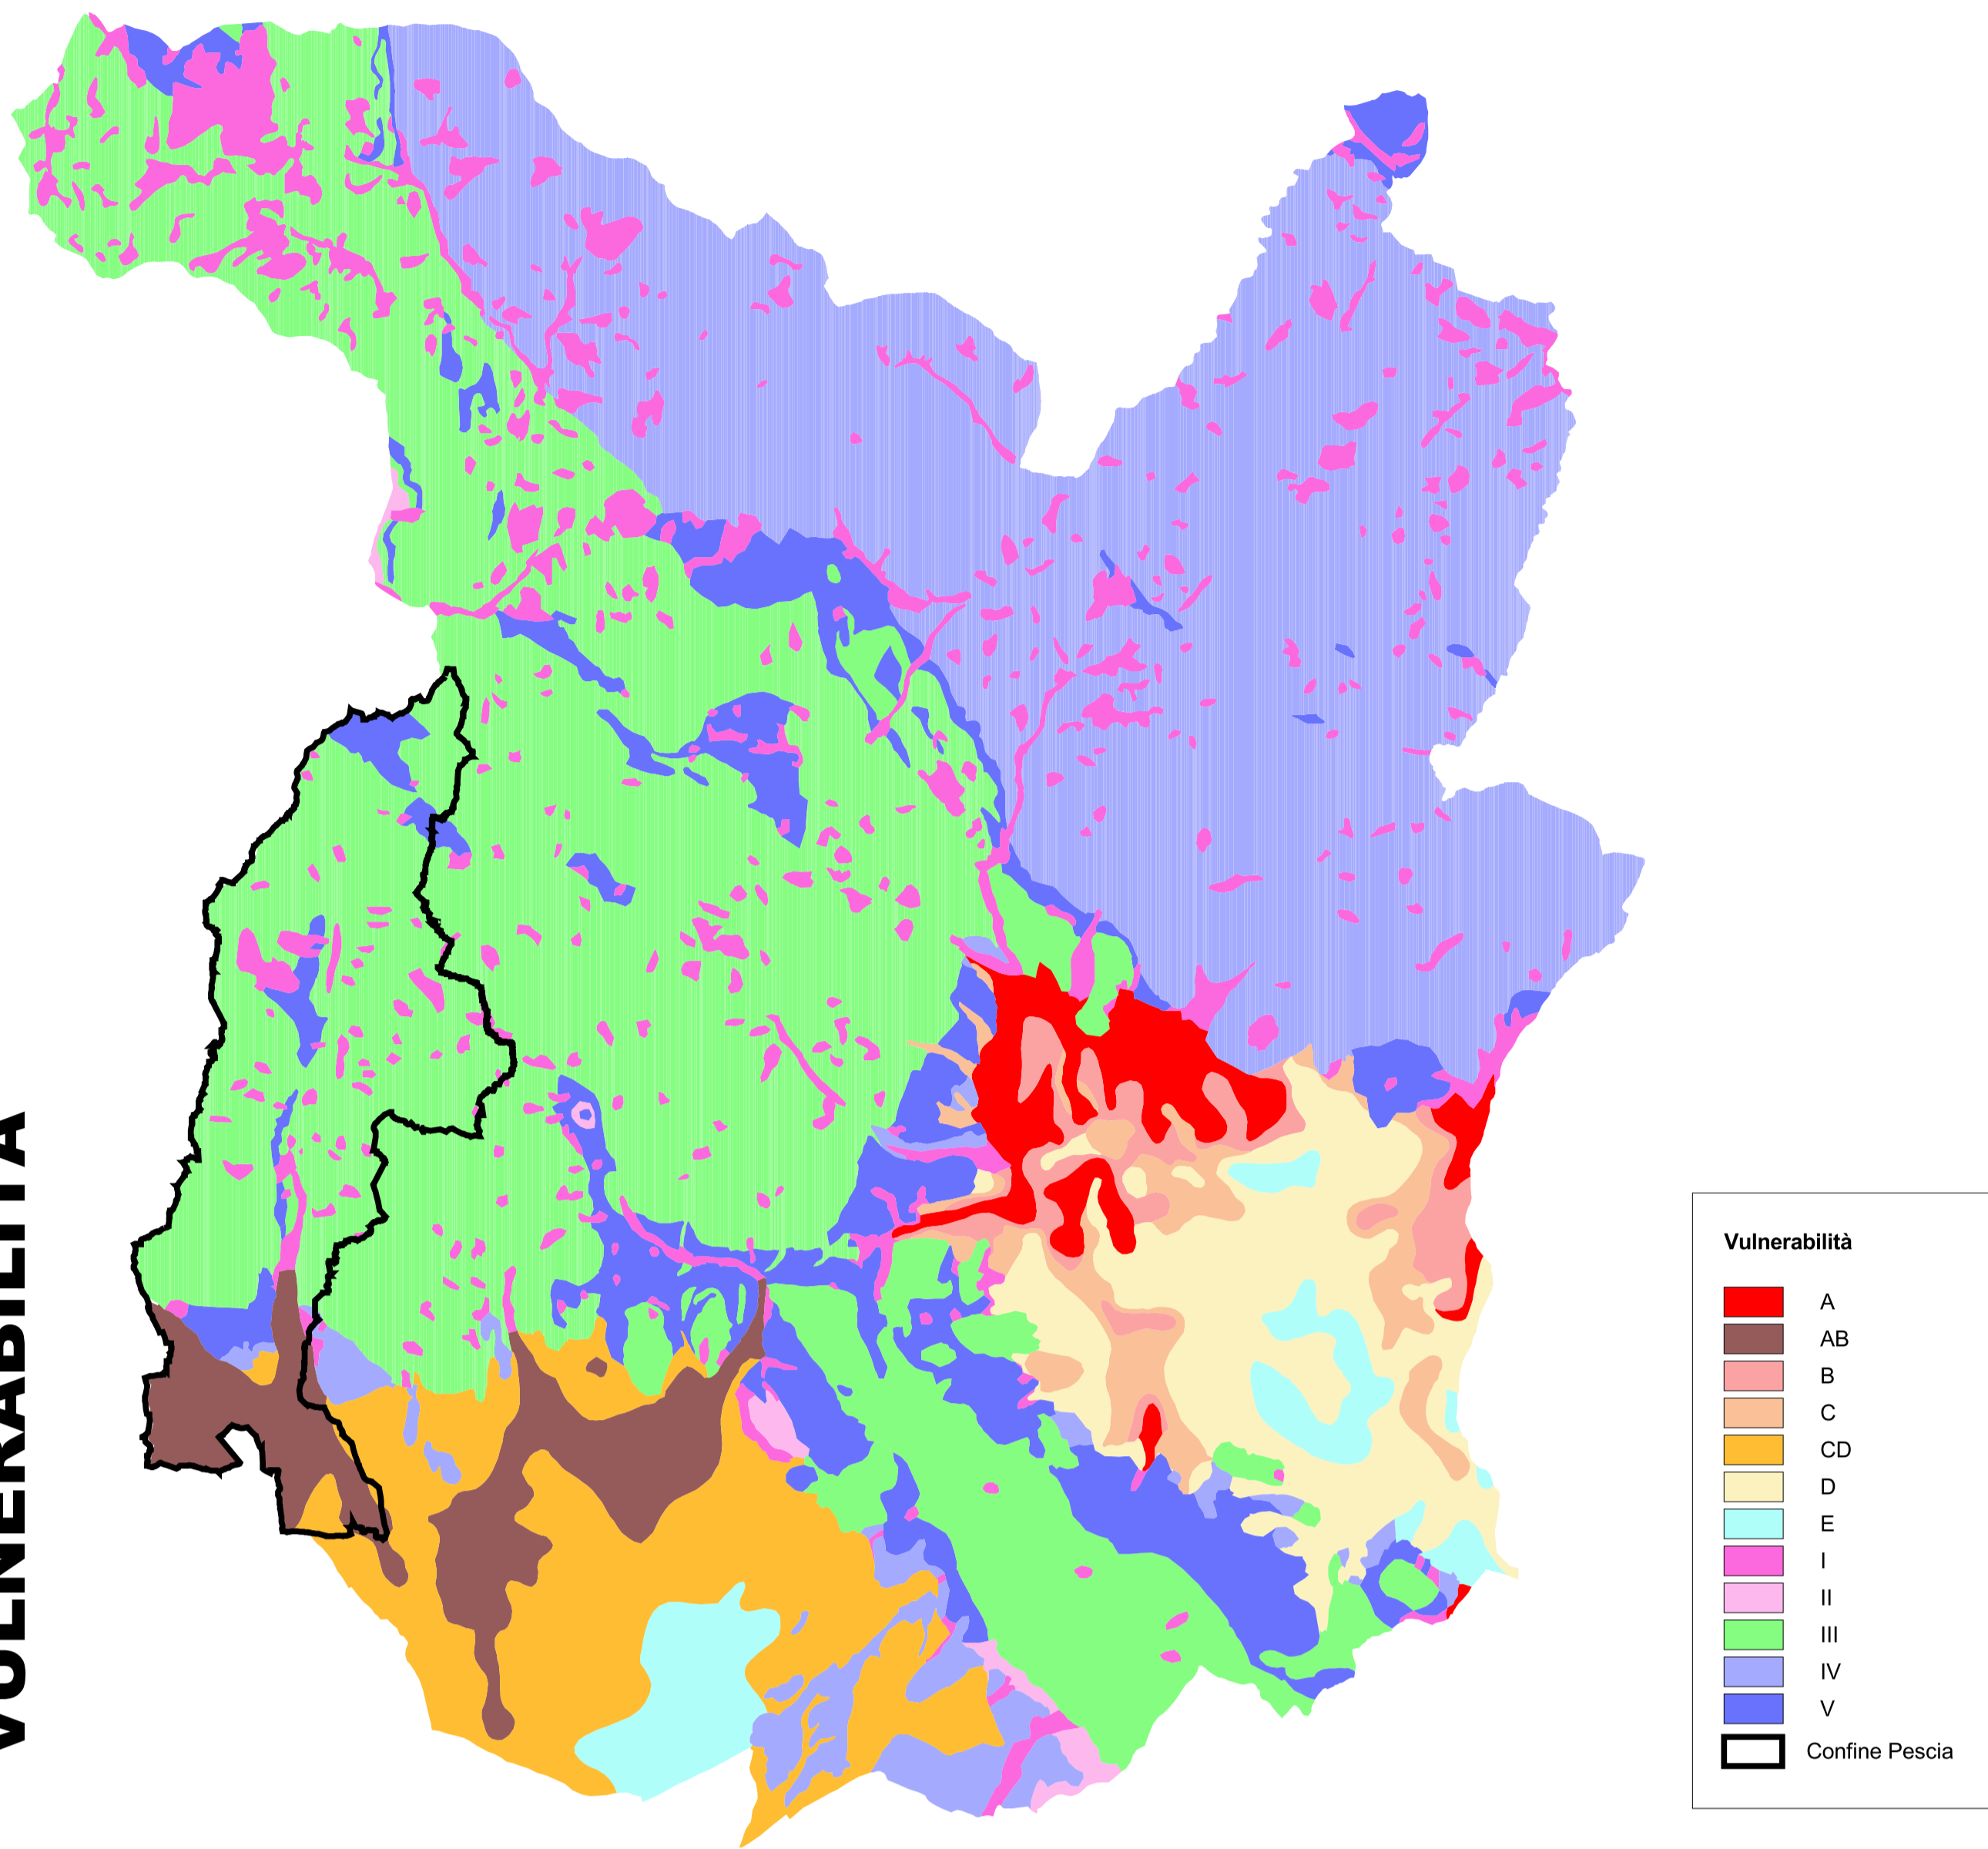 VULNERABILITÀ
Vulnerabilità
A
AB
B
C
CD
D
E
I
II
III
IV
V
Confine Pescia